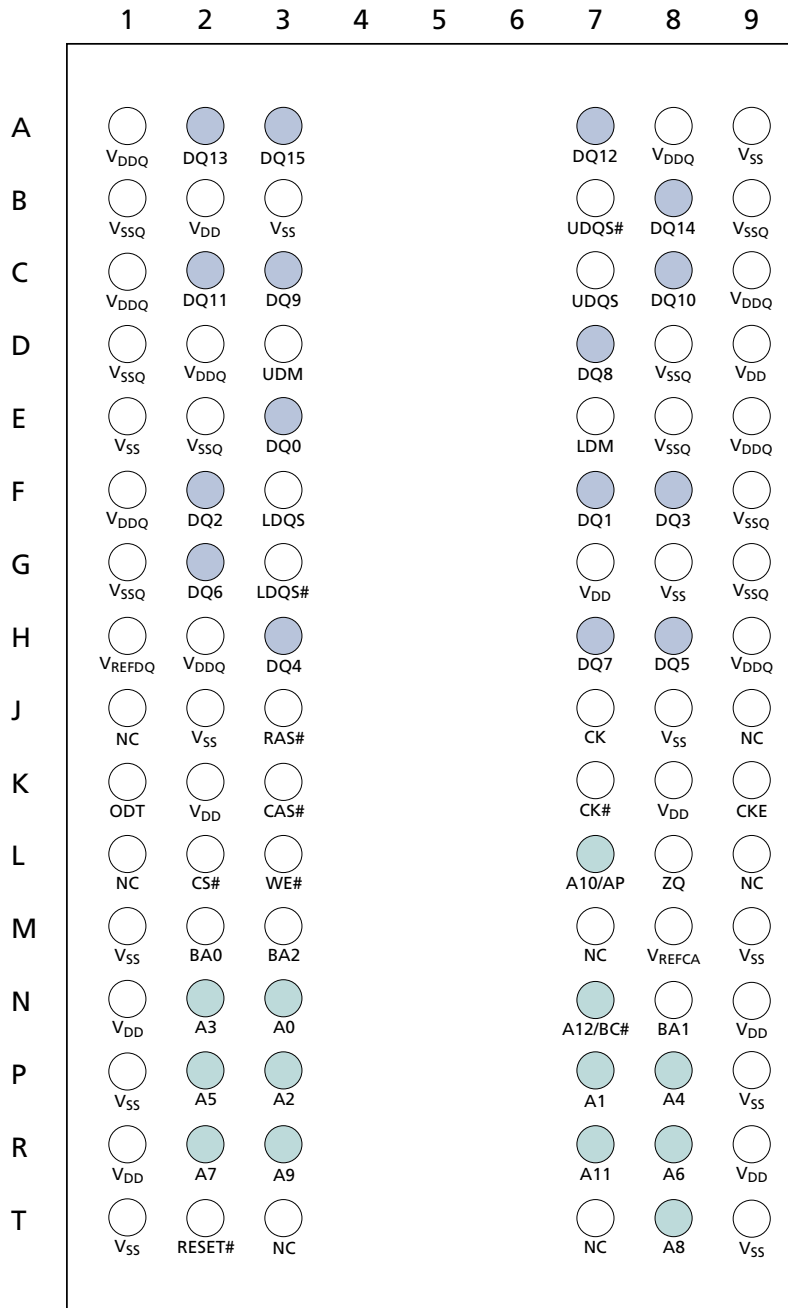 1 2 3 4 5 6 7 8 9
A
VDDQ DQ13 DQ15 DQ12 VDDQ VSS
B
VSSQ VDD VSS UDQS# DQ14 VSSQ
C
VDDQ DQ11 DQ9 UDQS DQ10 VDDQ
D
VSSQ VDDQ UDM DQ8 VSSQ VDD
E
VSS VSSQ DQ0 LDM VSSQ VDDQ
F
VDDQ DQ2 LDQS DQ1 DQ3 VSSQ
G
VSSQ DQ6 LDQS# VDD VSS VSSQ
H
VREFDQ VDDQ DQ4 DQ7 DQ5 VDDQ
J
NC VSS RAS# CK VSS NC
K
ODT VDD CAS# CK# VDD CKE
L
NC CS# WE# A10/AP ZQ NC
M
VSS BA0 BA2 NC VREFCA VSS
N
VDD A3 A0 A12/BC# BA1 VDD
P
VSS A5 A2 A1 A4 VSS
R
VDD A7 A9 A11 A6 VDD
T
VSS RESET# NC NC A8 VSS